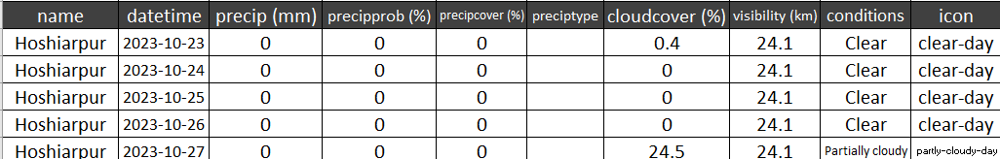 name datetime precip (mm) precipprob (%) precipcover (%) preciptype cloudcover (%) visibility (km) conditions icon
Hoshiarpur 2023-10-23 0 0 0 0.4 24.1 Clear clear-day
Hoshiarpur 2023-10-24 0 0 0 0 24.1 Clear clear-day
Hoshiarpur 2023-10-25 0 0 0 0 24.1 Clear clear-day
Hoshiarpur 2023-10-26 0 0 0 0 24.1 Clear clear-day
Hoshiarpur 2023-10-27 0 0 0 24.5 24.1 Partially cloudy partly-cloudy-day